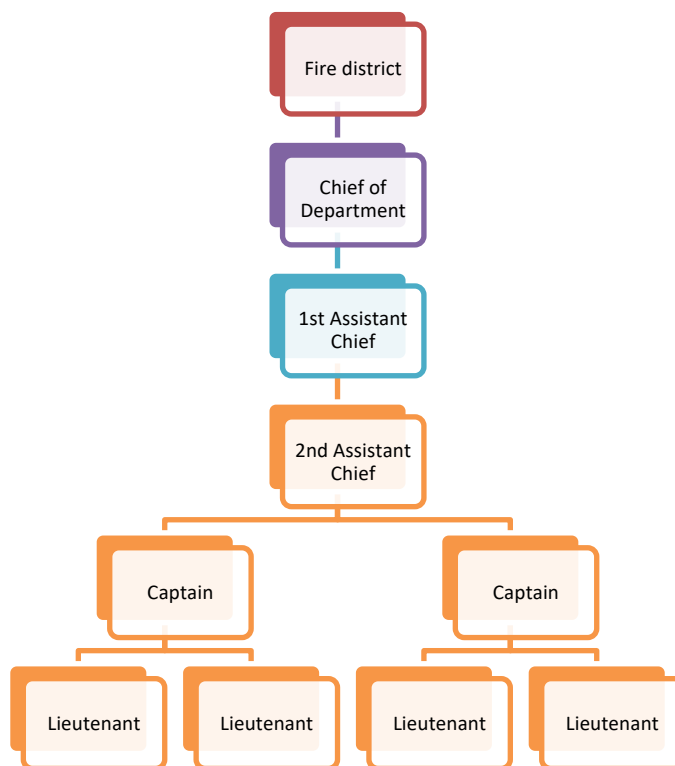 Fire district
Chief of
Department
1st Assistant
Chief
2nd Assistant
Chief
Captain
Captain
Lieutenant
Lieutenant
Lieutenant
Lieutenant